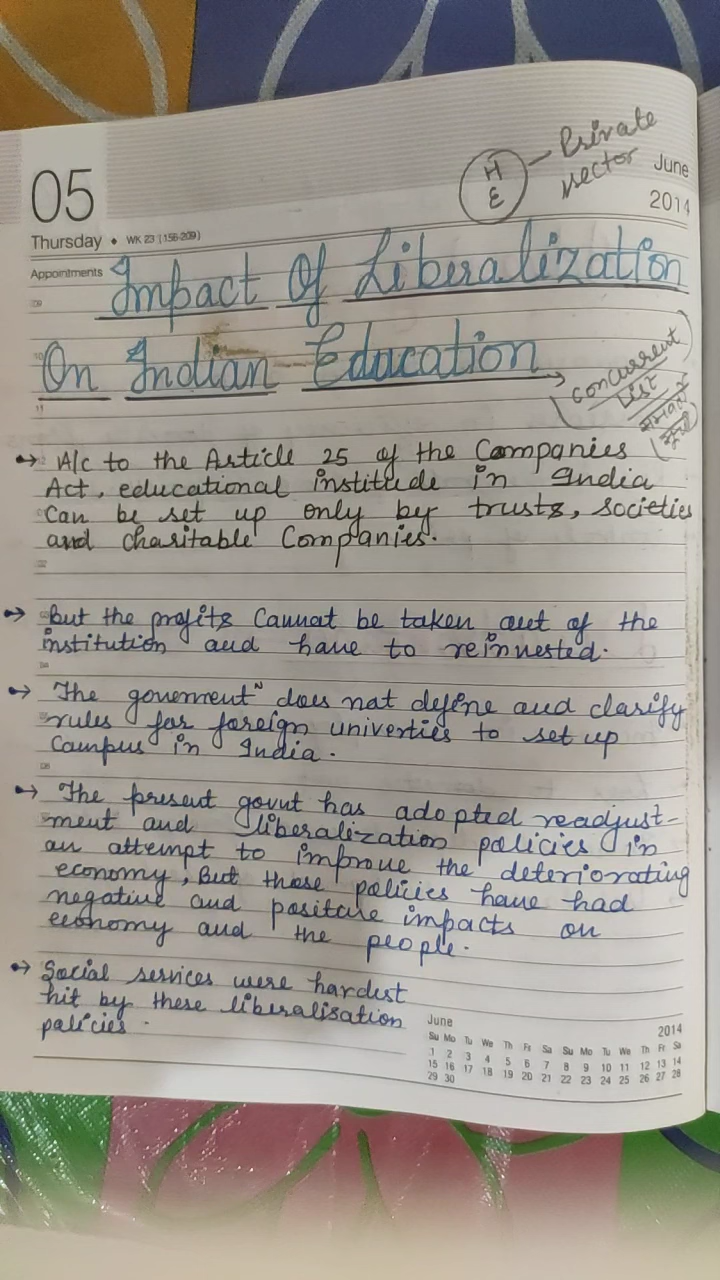 05
H
E
– Private
sector
June
2014
Thursday • WK 23 (156-209)
Appointments
Impact Of Liberalization
On Indian Education →
Concurrent
List
समवर्ती
सूची
→ A/c to the Article 25 of the Companies
Act, educational institude in India
Can be set up only by trusts, societies
and charitable Companies.
→ But the profits Cannot be taken out of the
institution and have to reinvested.
→ The government does not define and clarify
rules for foreign univerties to set up
Campus in India.
→ The present govnt has adopted readjust-
ment and liberalization policies in
an attempt to improve the deteriorating
economy, But these policies have had
negative and positive impacts on
economy and the people.
→ Social services were hardest
hit by these liberalisation
policies.
June 2014
Su Mo Tu We Th Fr Sa Su Mo Tu We Th Fr Sa
1 2 3 4 5 6 7 8 9 10 11 12 13 14
15 16 17 18 19 20 21 22 23 24 25 26 27 28
29 30